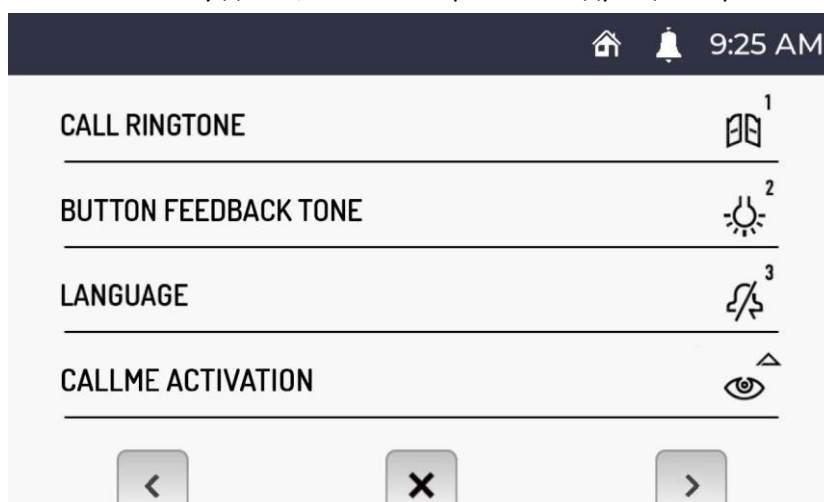 9:25 AM
CALL RINGTONE 1
BUTTON FEEDBACK TONE 2
LANGUAGE 3
CALLME ACTIVATION